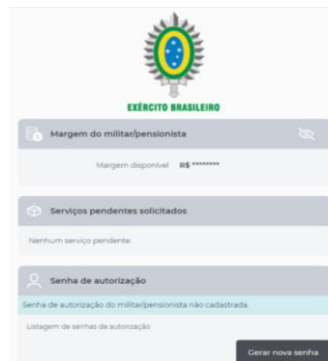 EXÉRCITO BRASILEIRO
Margem do militar/pensionista
Margem disponível R$ ********
Serviços pendentes solicitados
Nenhum serviço pendente.
Senha de autorização
Senha de autorização do militar/pensionista não cadastrada.
Listagem de senhas de autorização
Gerar nova senha